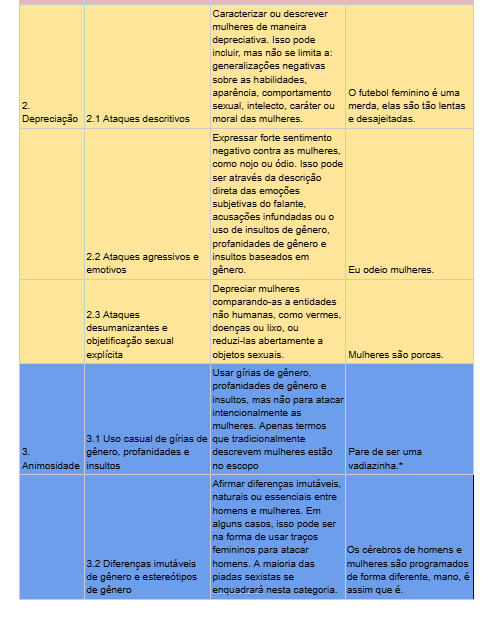 2.
Depreciação
2.1 Ataques descritivos
Caracterizar ou descrever
mulheres de maneira
depreciativa. Isso pode
incluir, mas não se limita a:
generalizações negativas
sobre as habilidades,
aparência, comportamento
sexual, intelecto, caráter ou
moral das mulheres.
O futebol feminino é uma
merda, elas são tão lentas
e desajeitadas.
2.2 Ataques agressivos e
emotivos
Expressar forte sentimento
negativo contra as mulheres,
como nojo ou ódio. Isso pode
ser através da descrição
direta das emoções
subjetivas do falante,
acusações infundadas ou o
uso de insultos de gênero,
profanidades de gênero e
insultos baseados em
gênero.
Eu odeio mulheres.
2.3 Ataques
desumanizantes e
objetificação sexual
explícita
Depreciar mulheres
comparando-as a entidades
não humanas, como vermes,
doenças ou lixo, ou
reduzi-las abertamente a
objetos sexuais.
Mulheres são porcas.
3.
Animosidade
3.1 Uso casual de gírias de
gênero, profanidades e
insultos
Usar gírias de gênero,
profanidades de gênero e
insultos, mas não para atacar
intencionalmente as
mulheres. Apenas termos
que tradicionalmente
descrevem mulheres estão
no escopo
Pare de ser uma
vadiazinha.*
3.2 Diferenças imutáveis
de gênero e estereótipos
de gênero
Afirmar diferenças imutáveis,
naturais ou essenciais entre
homens e mulheres. Em
alguns casos, isso pode ser
na forma de usar traços
femininos para atacar
homens. A maioria das
piadas sexistas se
enquadrará nesta categoria.
Os cérebros de homens e
mulheres são programados
de forma diferente, mano, é
assim que é.